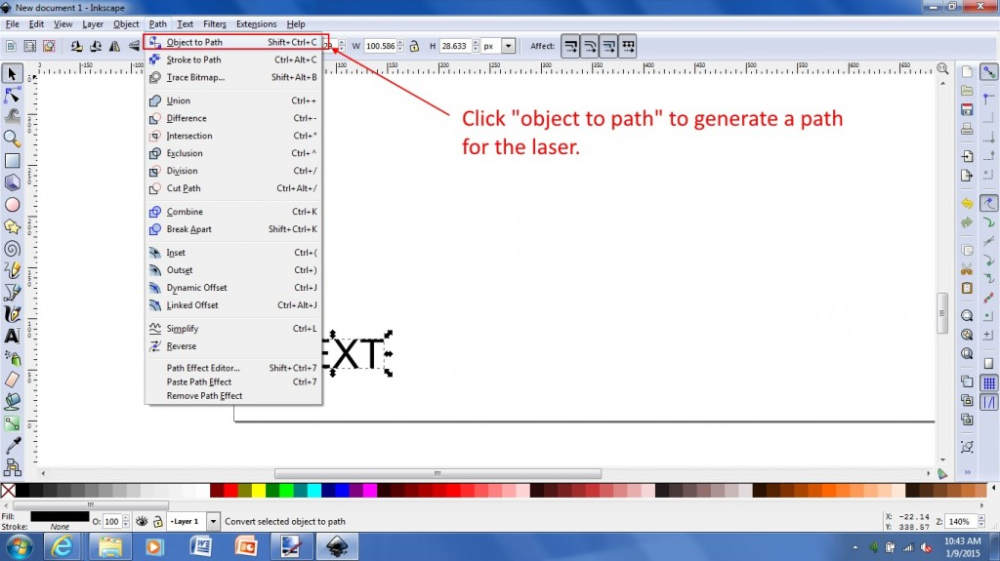 New document 1 - Inkscape
File Edit View Layer Object Path Text Filters Extensions Help
W 100.586 H 28.633 px Affect:
Object to Path Shift+Ctrl+C
Stroke to Path Ctrl+Alt+C
Trace Bitmap... Shift+Alt+B
Union Ctrl++
Difference Ctrl+-
Intersection Ctrl+*
Exclusion Ctrl+^
Division Ctrl+/
Cut Path Ctrl+Alt+/
Combine Ctrl+K
Break Apart Shift+Ctrl+K
Inset Ctrl+(
Outset Ctrl+)
Dynamic Offset Ctrl+J
Linked Offset Ctrl+Alt+J
Simplify Ctrl+L
Reverse
Path Effect Editor... Shift+Ctrl+7
Paste Path Effect Ctrl+7
Remove Path Effect
Click "object to path" to generate a path
for the laser.
EXT
Fill:
Stroke: None
O: 100
Layer 1
Convert selected object to path
X: -22.14
Y: 338.57
Z: 140%
10:43 AM
1/9/2015